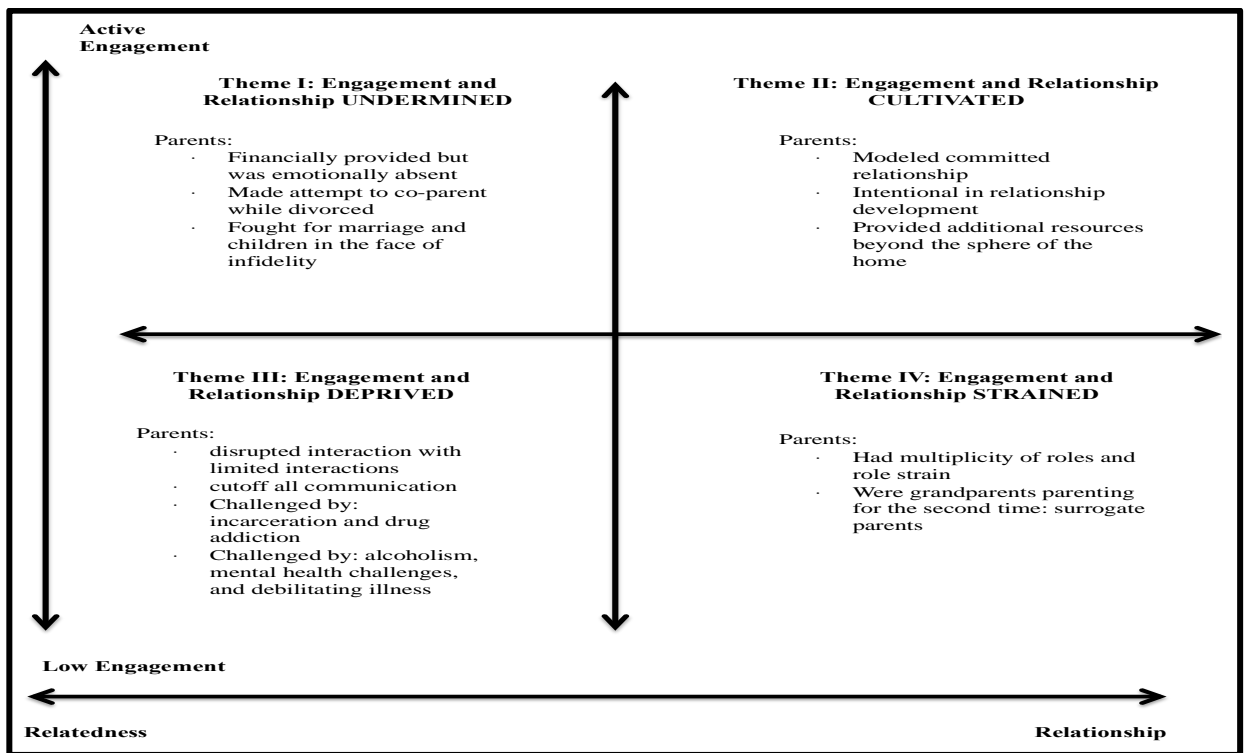 Active
Engagement
Theme I: Engagement and
Relationship UNDERMINED
Parents:
· Financially provided but
was emotionally absent
· Made attempt to co-parent
while divorced
· Fought for marriage and
children in the face of
infidelity
Theme II: Engagement and Relationship
CULTIVATED
Parents:
· Modeled committed
relationship
· Intentional in relationship
development
· Provided additional resources
beyond the sphere of the
home
Theme III: Engagement and
Relationship DEPRIVED
Parents:
· disrupted interaction with
limited interactions
· cutoff all communication
· Challenged by:
incarceration and drug
addiction
· Challenged by: alcoholism,
mental health challenges,
and debilitating illness
Theme IV: Engagement and
Relationship STRAINED
Parents:
· Had multiplicity of roles and
role strain
· Were grandparents parenting
for the second time: surrogate
parents
Low Engagement
Relatedness
Relationship